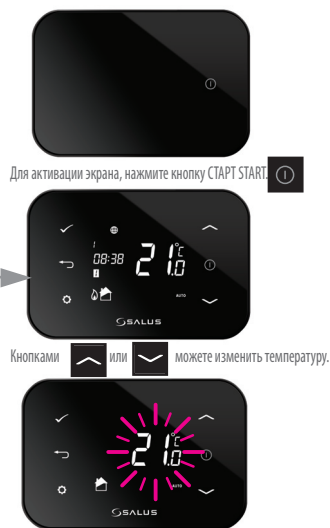 Для активации экрана, нажмите кнопку СТАРТ START.
1
08:38
21.0 °c
AUTO
SALUS
Кнопками или можете изменить температуру.
21.0 °c
AUTO
SALUS